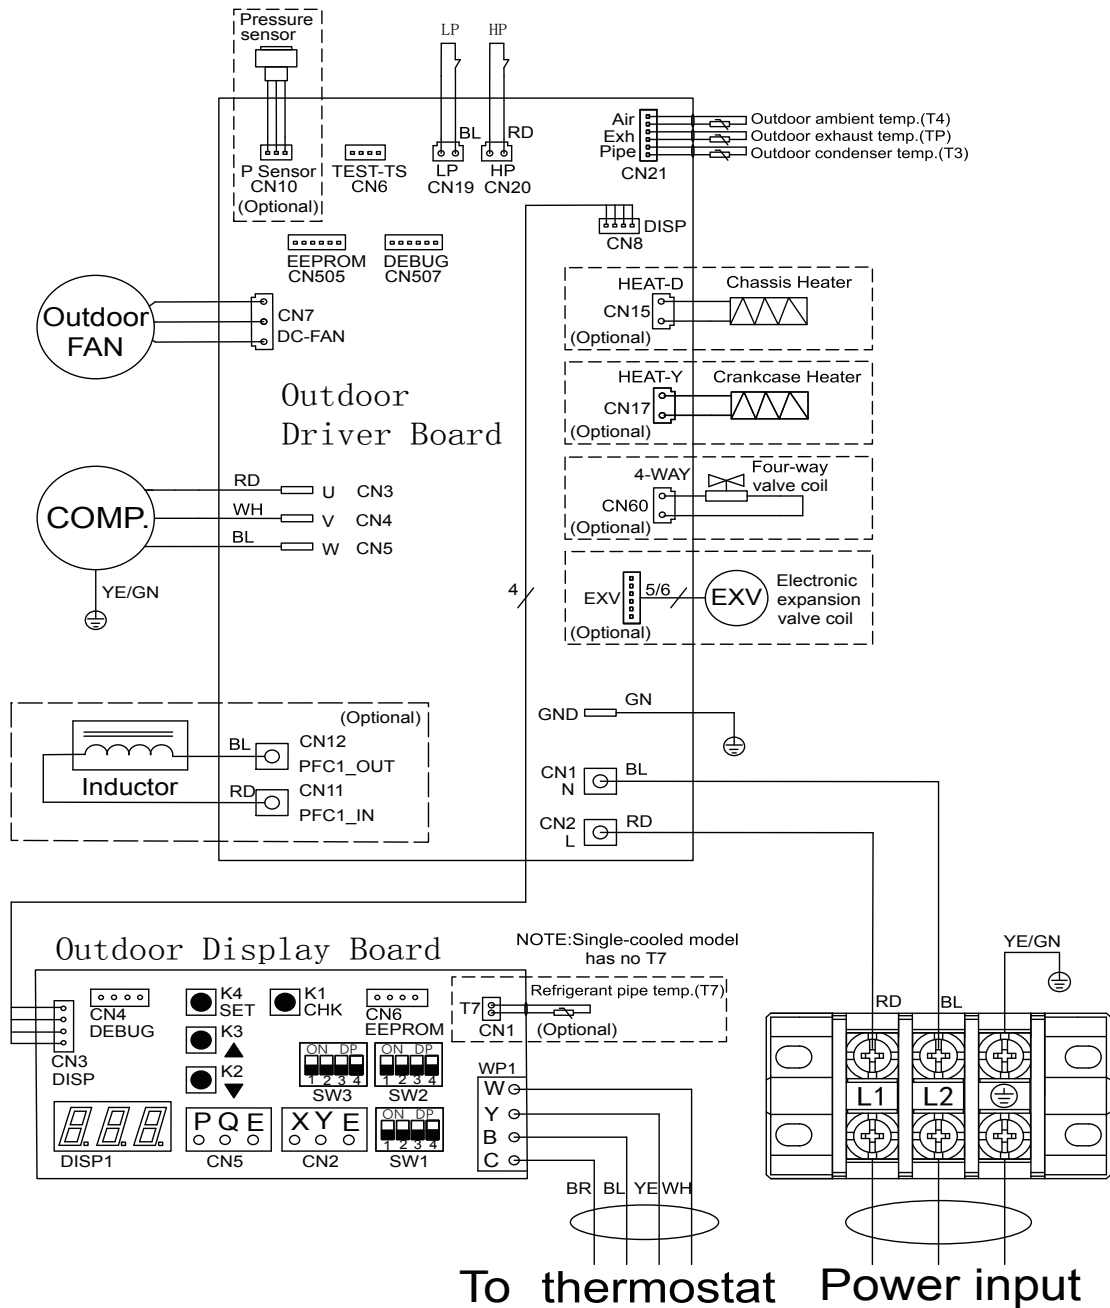 Pressure
sensor
LP
HP
BL
RD
P Sensor
CN10
(Optional)
TEST-TS
CN6
LP
CN19
HP
CN20
Air
Exh
Pipe
CN21
Outdoor ambient temp.(T4)
Outdoor exhaust temp.(TP)
Outdoor condenser temp.(T3)
DISP
CN8
EEPROM
CN505
DEBUG
CN507
Outdoor
FAN
CN7
DC-FAN
HEAT-D
CN15
(Optional)
Chassis Heater
HEAT-Y
CN17
(Optional)
Crankcase Heater
Outdoor
Driver Board
4-WAY
CN60
(Optional)
Four-way
valve coil
COMP.
RD
U CN3
WH
V CN4
BL
W CN5
YE/GN
4
EXV
(Optional)
5/6
EXV
Electronic
expansion
valve coil
(Optional)
Inductor
BL
CN12
PFC1_OUT
RD
CN11
PFC1_IN
GND
GN
CN1
N
BL
CN2
L
RD
Outdoor Display Board
NOTE:Single-cooled model
has no T7
YE/GN
CN3
DISP
CN4
DEBUG
K4
SET
K3
K2
K1
CHK
CN6
EEPROM
T7
CN1
Refrigerant pipe temp.(T7)
(Optional)
ON DP
1 2 3 4
SW3
ON DP
1 2 3 4
SW2
DISP1
P Q E
CN5
X Y E
CN2
ON DP
1 2 3 4
SW1
WP1
W
Y
B
C
BR
BL
YE
WH
RD
BL
L1
L2
To thermostat
Power input